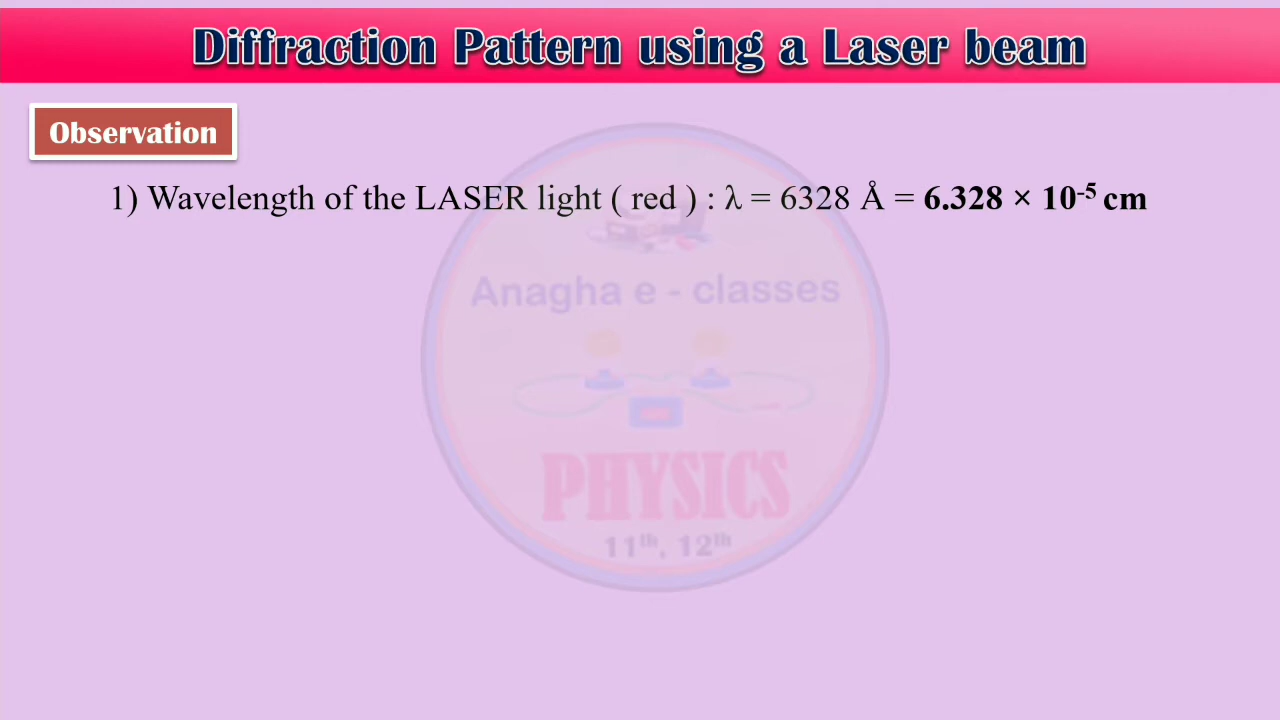 Diffraction Pattern using a Laser beam
Observation
1) Wavelength of the LASER light ( red ) : λ = 6328 Å = 6.328 × 10⁻⁵ cm
Anagha e - classes
PHYSICS
11ᵗʰ, 12ᵗʰ